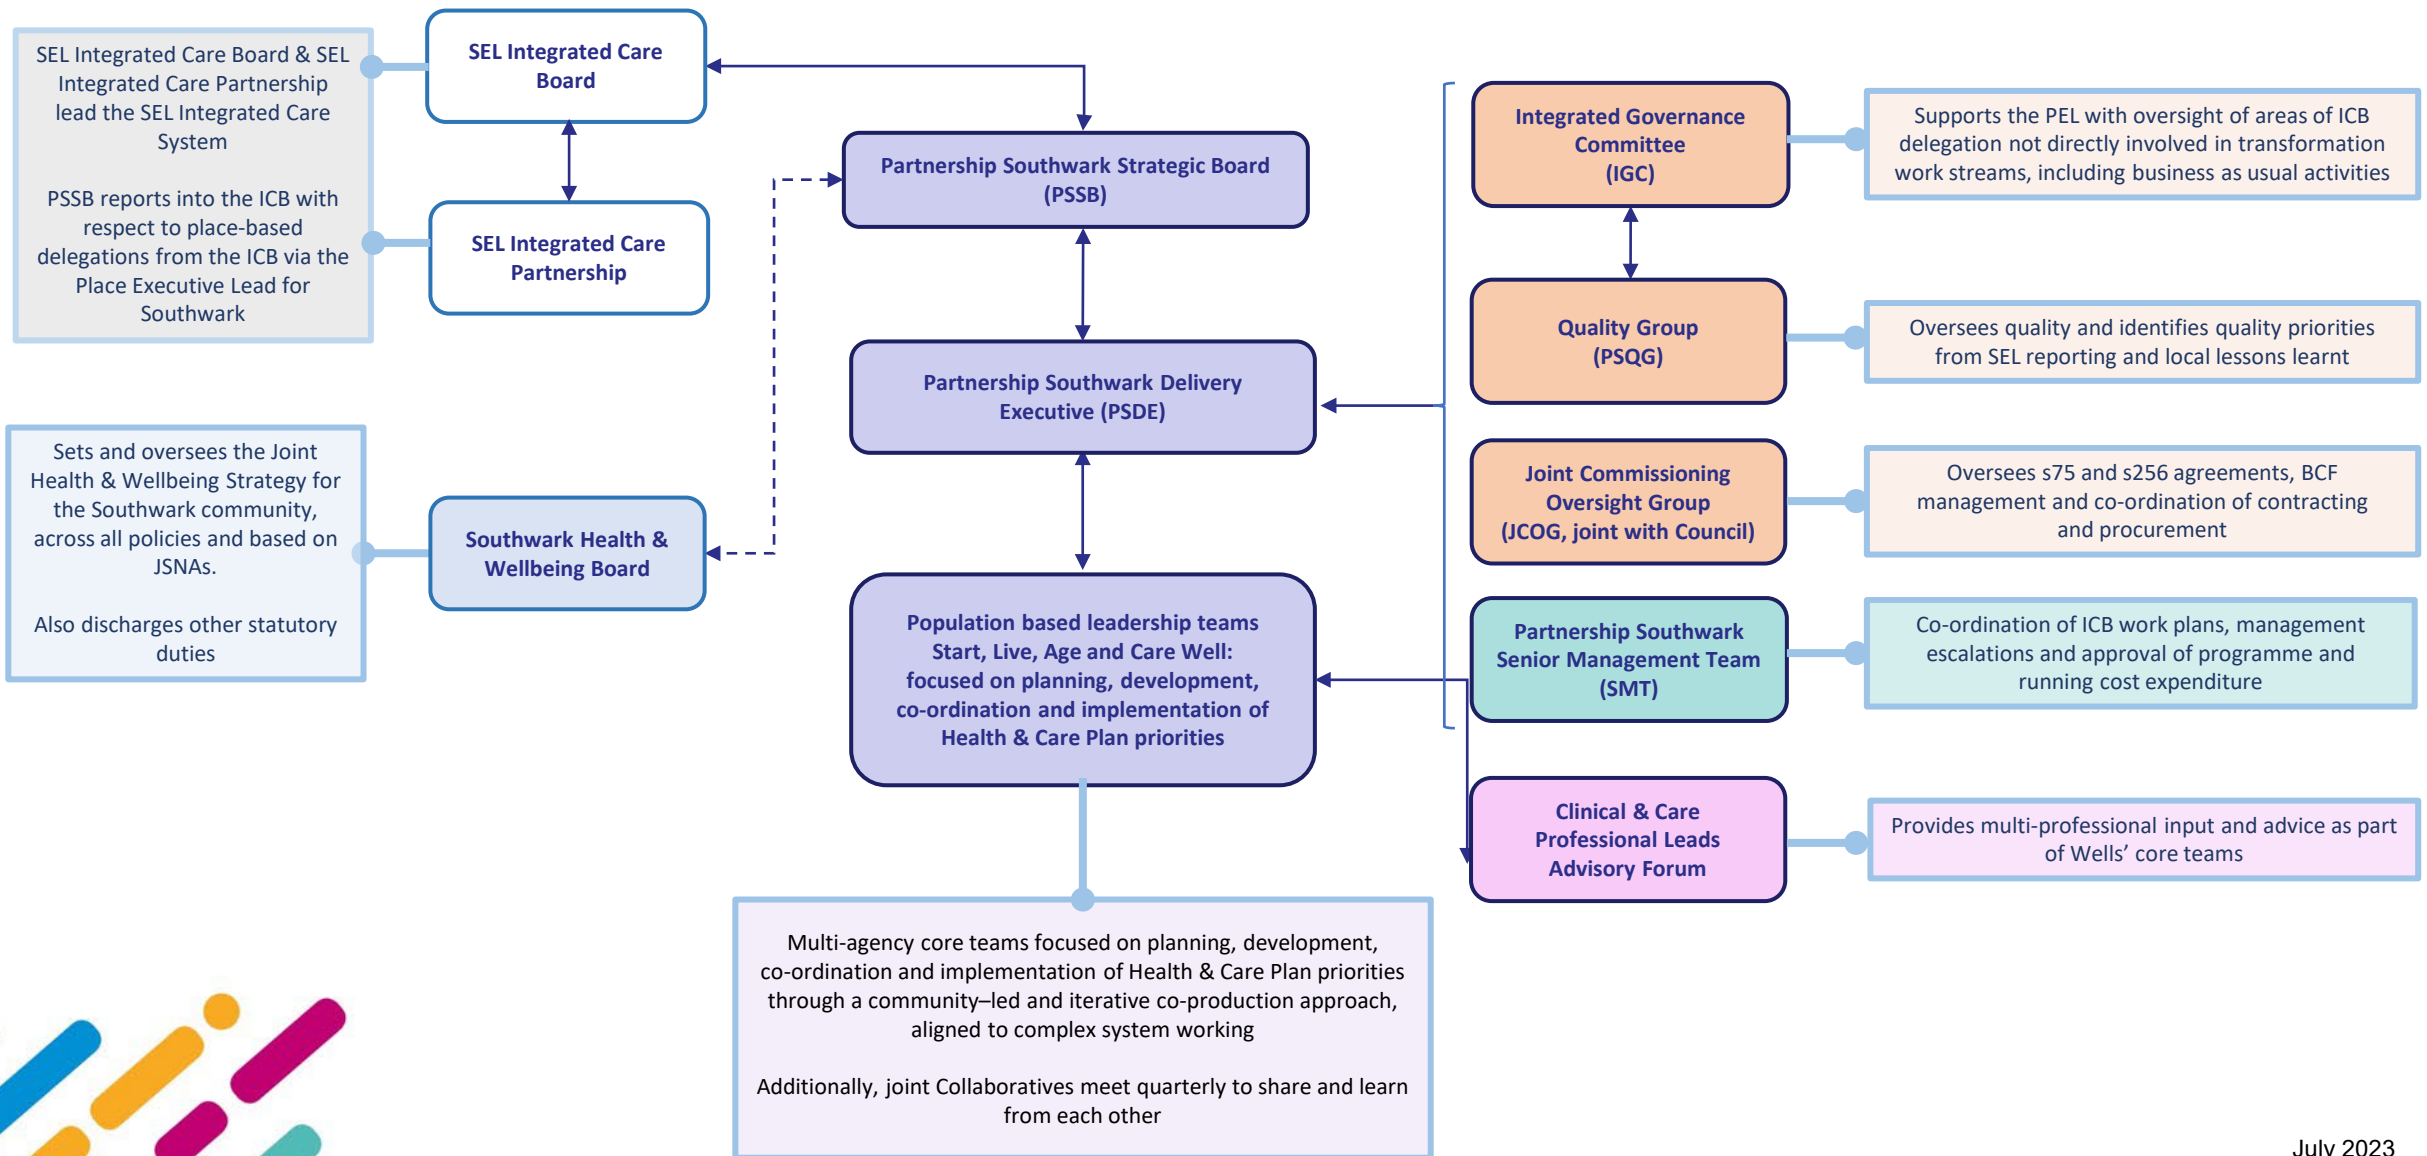 SEL Integrated Care Board & SEL
Integrated Care Partnership
lead the SEL Integrated Care
System
PSSB reports into the ICB with
respect to place-based
delegations from the ICB via the
Place Executive Lead for
Southwark
SEL Integrated Care
Board
SEL Integrated Care
Partnership
Sets and oversees the Joint
Health & Wellbeing Strategy for
the Southwark community,
across all policies and based on
JSNAs.
Also discharges other statutory
duties
Southwark Health &
Wellbeing Board
Partnership Southwark Strategic Board
(PSSB)
Partnership Southwark Delivery
Executive (PSDE)
Population based leadership teams
Start, Live, Age and Care Well:
focused on planning, development,
co-ordination and implementation of
Health & Care Plan priorities
Multi-agency core teams focused on planning, development,
co-ordination and implementation of Health & Care Plan priorities
through a community–led and iterative co-production approach,
aligned to complex system working
Additionally, joint Collaboratives meet quarterly to share and learn
from each other
Integrated Governance
Committee
(IGC)
Supports the PEL with oversight of areas of ICB
delegation not directly involved in transformation
work streams, including business as usual activities
Quality Group
(PSQG)
Oversees quality and identifies quality priorities
from SEL reporting and local lessons learnt
Joint Commissioning
Oversight Group
(JCOG, joint with Council)
Oversees s75 and s256 agreements, BCF
management and co-ordination of contracting
and procurement
Partnership Southwark
Senior Management Team
(SMT)
Co-ordination of ICB work plans, management
escalations and approval of programme and
running cost expenditure
Clinical & Care
Professional Leads
Advisory Forum
Provides multi-professional input and advice as part
of Wells’ core teams
July 2023